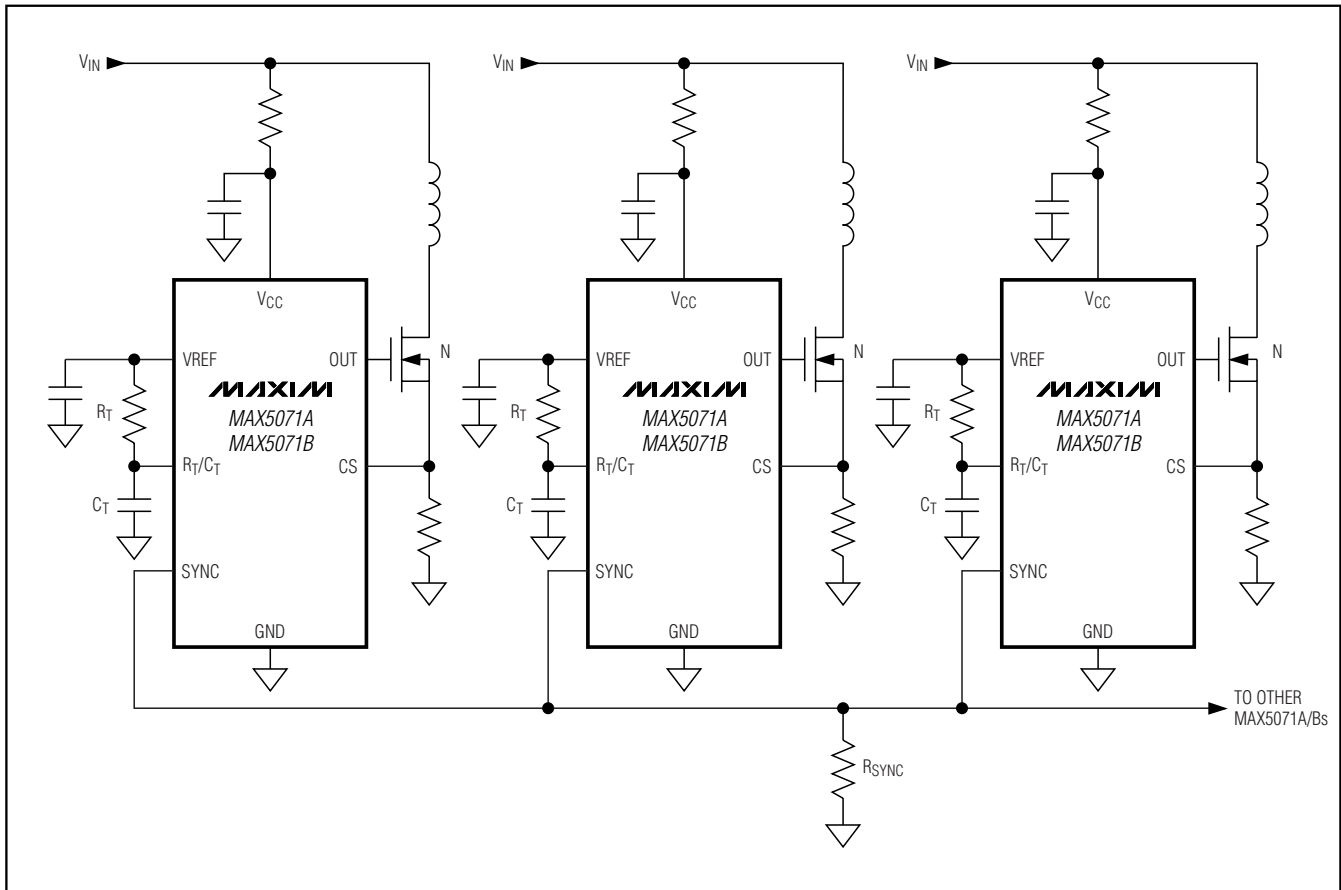 VIN
VCC
VREF
OUT
N
MAXIM
MAX5071A
MAX5071B
RT
RT/CT
CS
CT
SYNC
GND
VIN
VCC
VREF
OUT
N
MAXIM
MAX5071A
MAX5071B
RT
RT/CT
CS
CT
SYNC
GND
VIN
VCC
VREF
OUT
N
MAXIM
MAX5071A
MAX5071B
RT
RT/CT
CS
CT
SYNC
GND
TO OTHER
MAX5071A/Bs
RSYNC